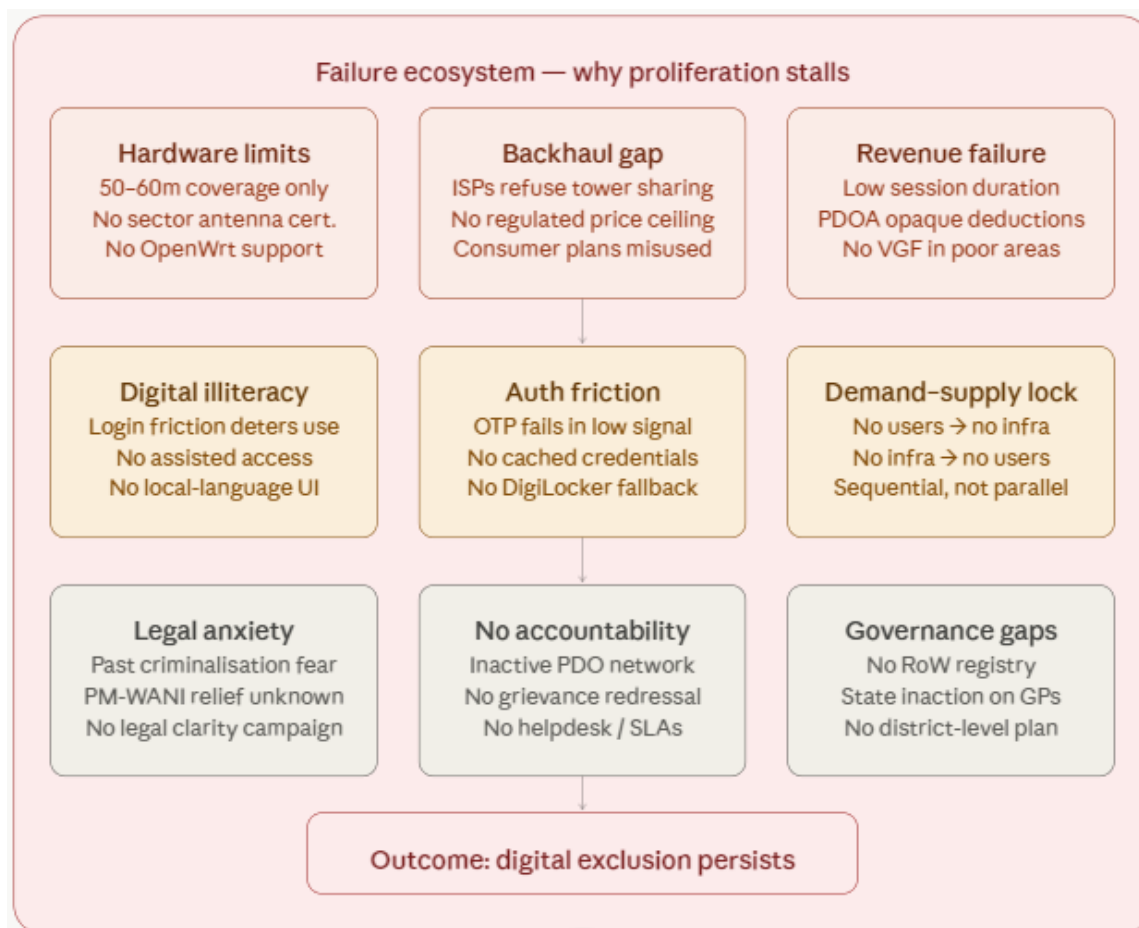 Failure ecosystem — why proliferation stalls
Hardware limits
50–60m coverage only
No sector antenna cert.
No OpenWrt support
Backhaul gap
ISPs refuse tower sharing
No regulated price ceiling
Consumer plans misused
Revenue failure
Low session duration
PDOA opaque deductions
No VGF in poor areas
Digital illiteracy
Login friction deters use
No assisted access
No local-language UI
Auth friction
OTP fails in low signal
No cached credentials
No DigiLocker fallback
Demand–supply lock
No users → no infra
No infra → no users
Sequential, not parallel
Legal anxiety
Past criminalisation fear
PM-WANI relief unknown
No legal clarity campaign
No accountability
Inactive PDO network
No grievance redressal
No helpdesk / SLAs
Governance gaps
No RoW registry
State inaction on GPs
No district-level plan
Outcome: digital exclusion persists